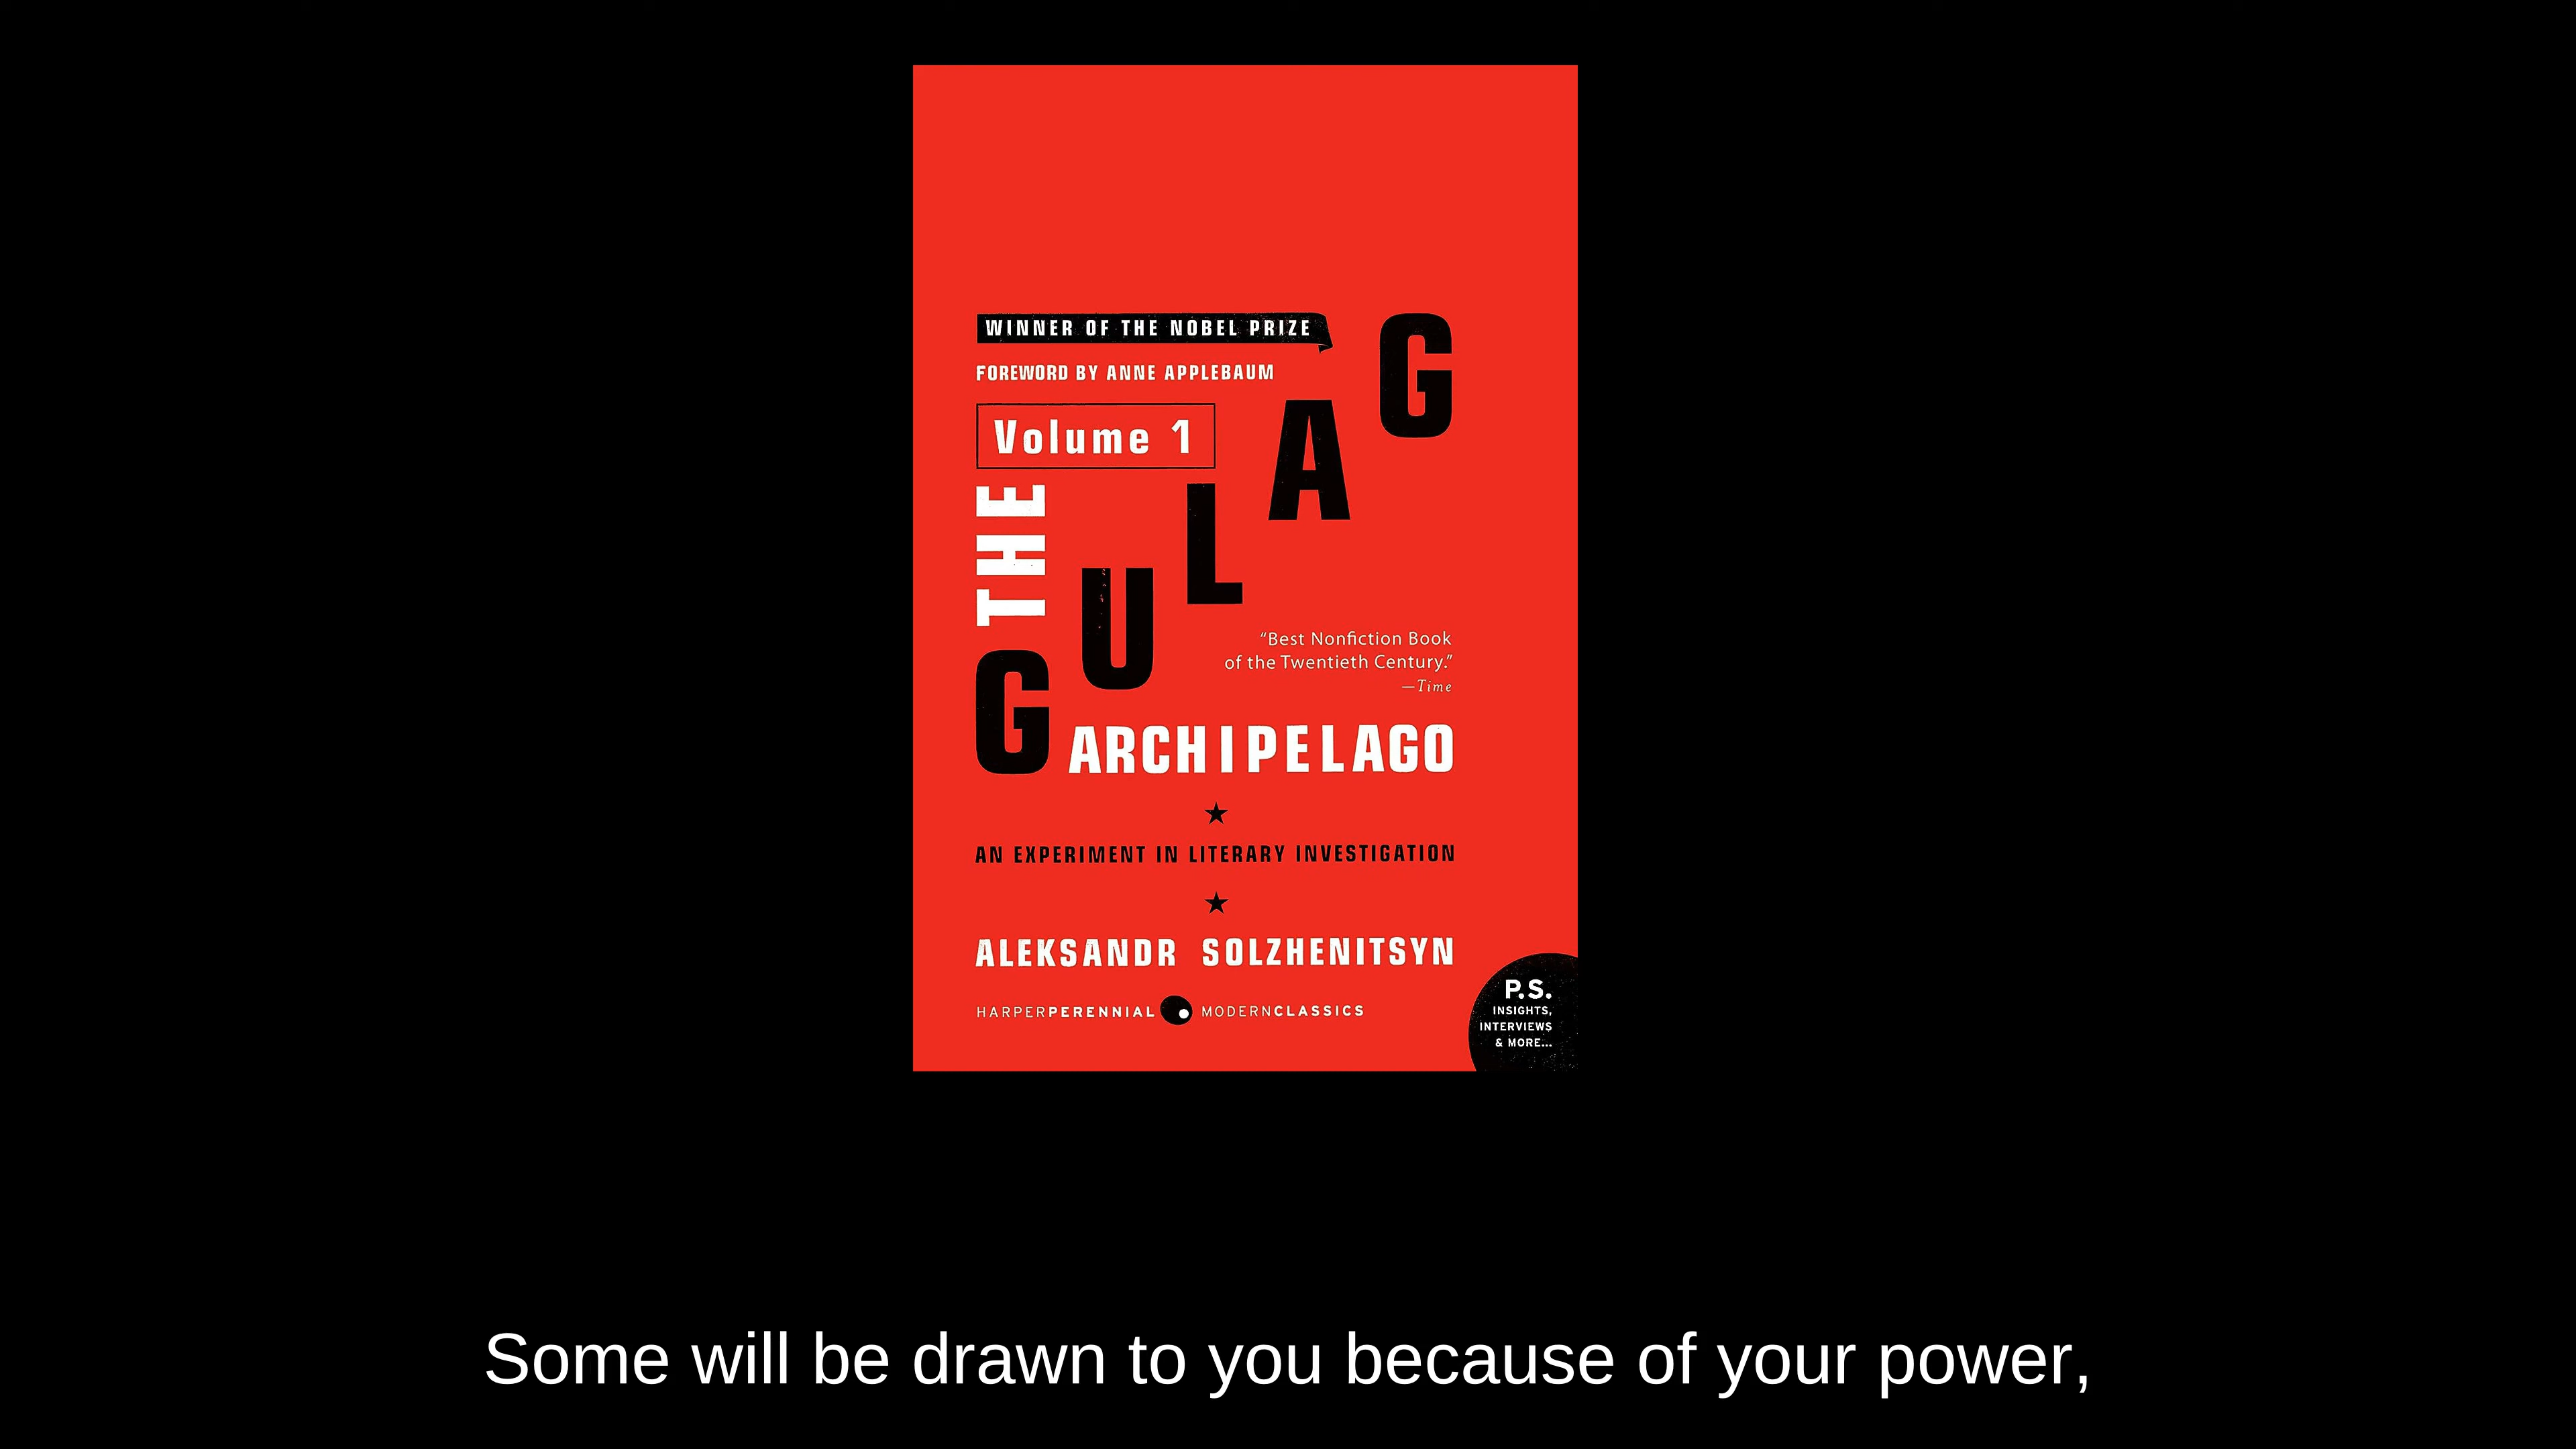 WINNER OF THE NOBEL PRIZE
FOREWORD BY ANNE APPLEBAUM
Volume 1
THE
GULAG
ARCHIPELAGO
"Best Nonfiction Book
of the Twentieth Century."
—Time
AN EXPERIMENT IN LITERARY INVESTIGATION
ALEKSANDR SOLZHENITSYN
HARPERPERENNIAL MODERNCLASSICS
P.S.
INSIGHTS,
INTERVIEWS
& MORE...
Some will be drawn to you because of your power,